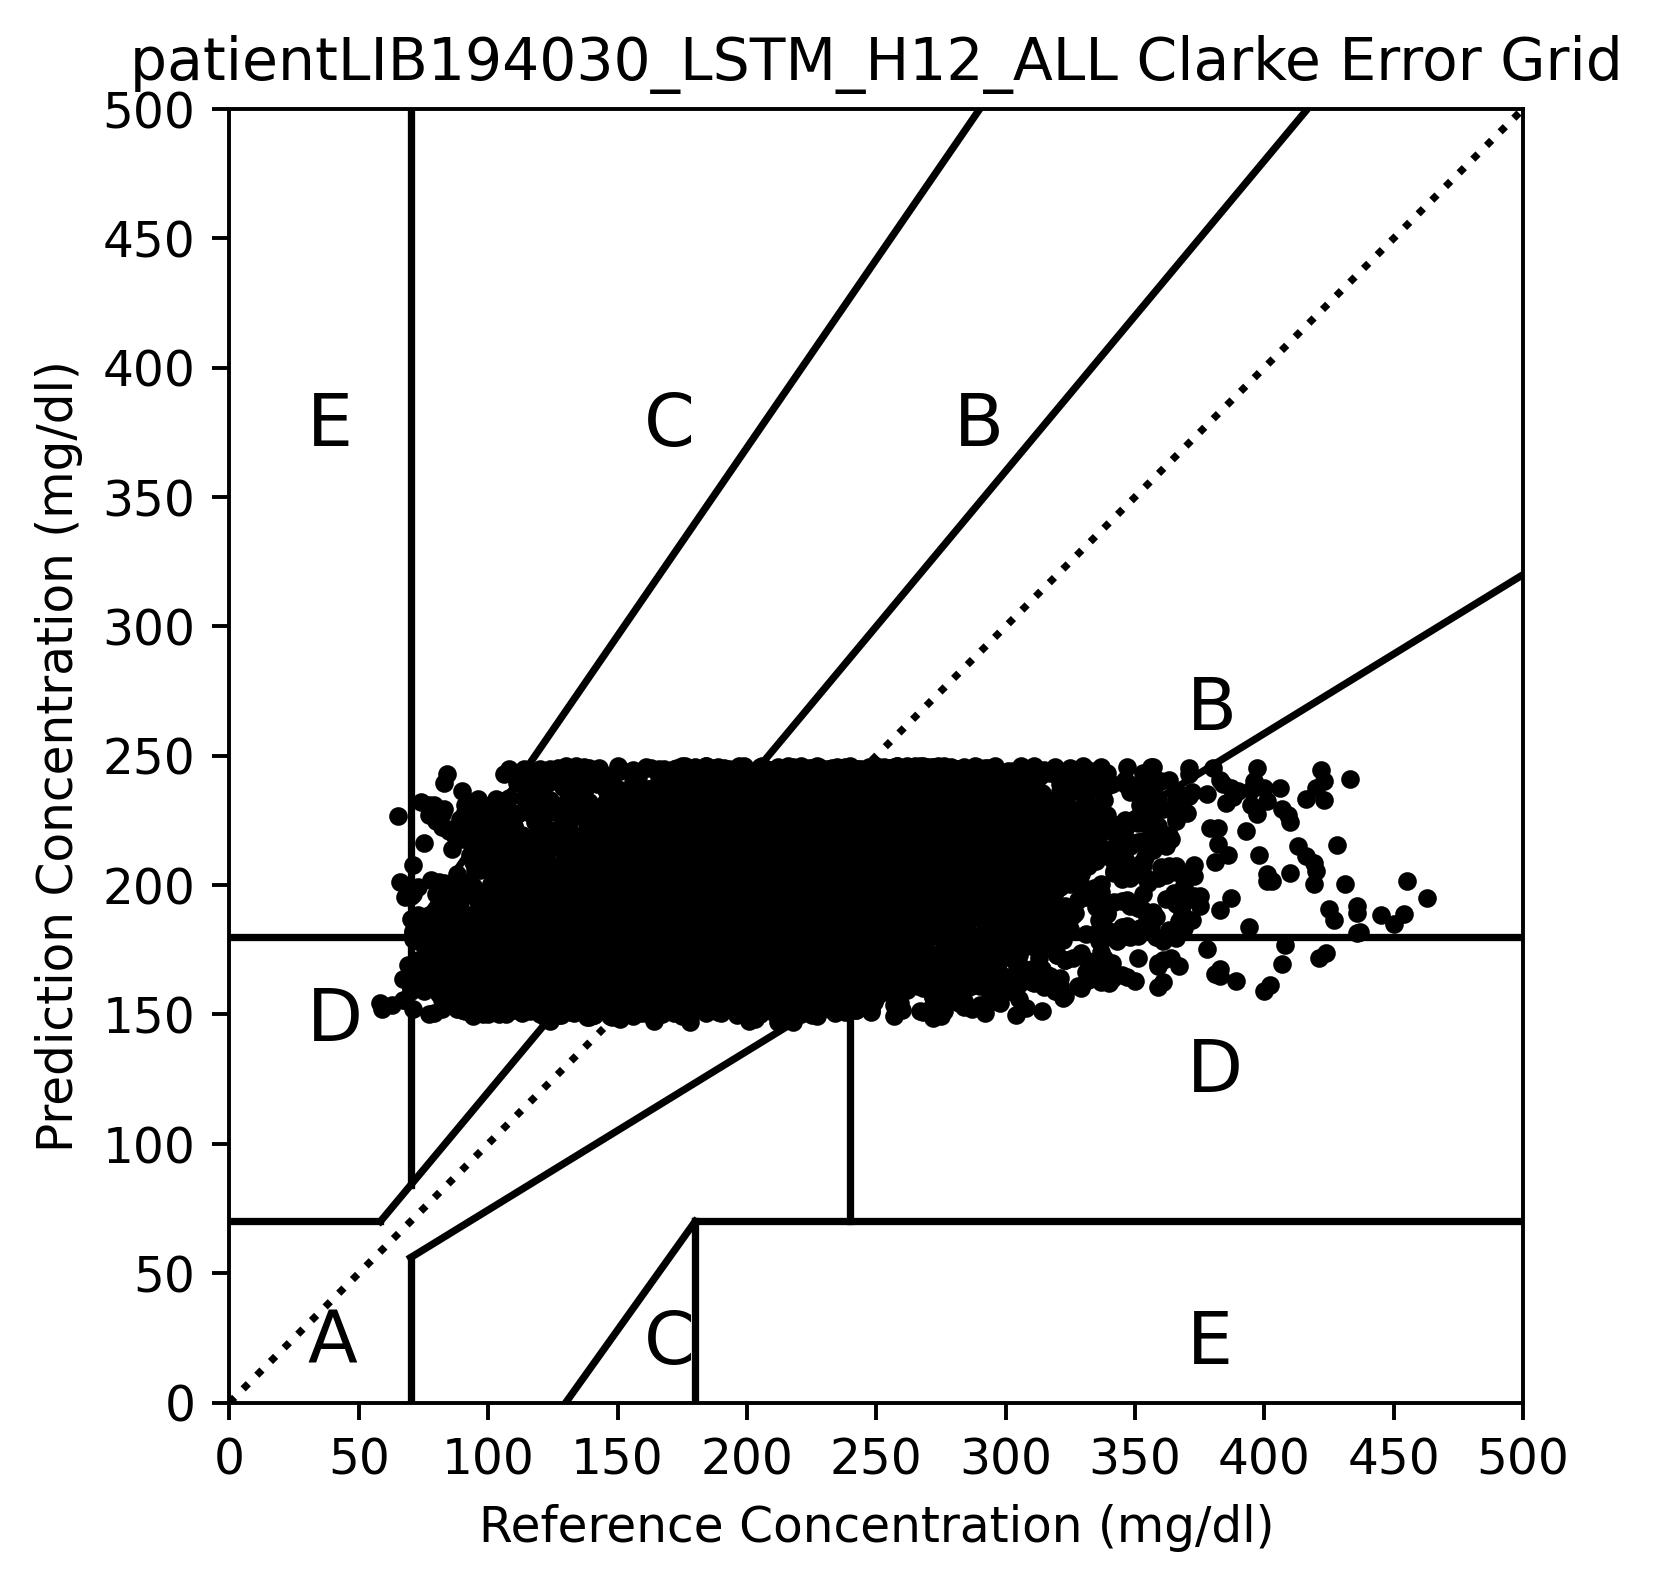 patientLIB194030_LSTM_H12_ALL Clarke Error Grid
500
450
400
350
300
250
200
150
100
50
0
Prediction Concentration (mg/dl)
E
C
B
B
D
D
A
C
E
0 50 100 150 200 250 300 350 400 450 500
Reference Concentration (mg/dl)